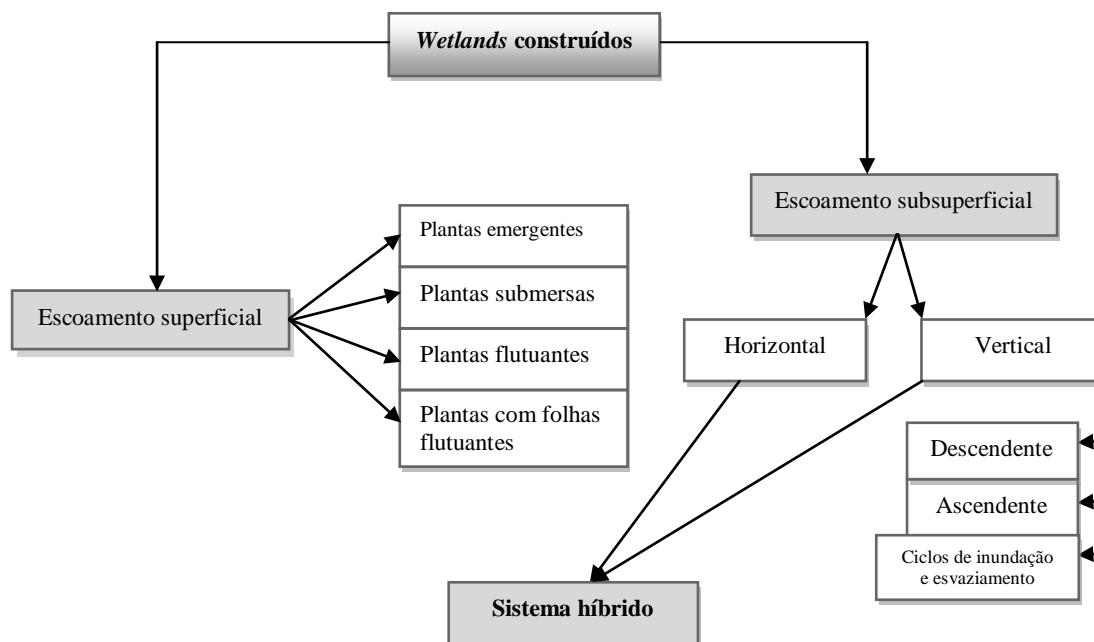 Wetlands construídos
Escoamento subsuperficial
Escoamento superficial
Plantas emergentes
Plantas submersas
Plantas flutuantes
Plantas com folhas
flutuantes
Horizontal
Vertical
Descendente
Ascendente
Ciclos de inundação
e esvaziamento
Sistema híbrido